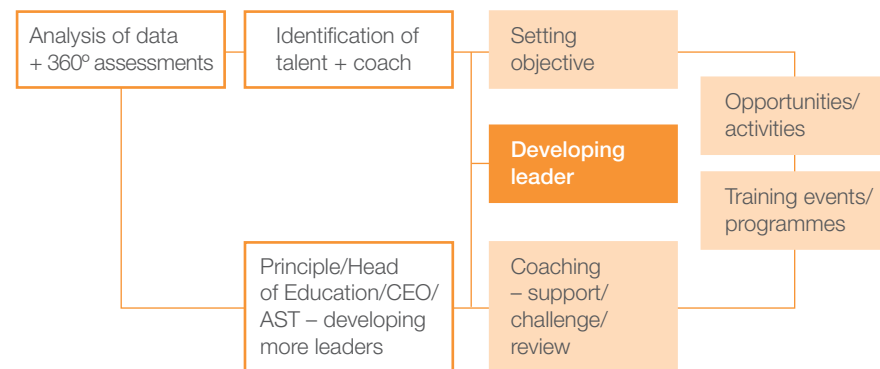 Analysis of data
+ 360º assessments
Identification of
talent + coach
Setting
objective
Opportunities/
activities
Developing
leader
Training events/
programmes
Principle/Head
of Education/CEO/
AST – developing
more leaders
Coaching
– support/
challenge/
review